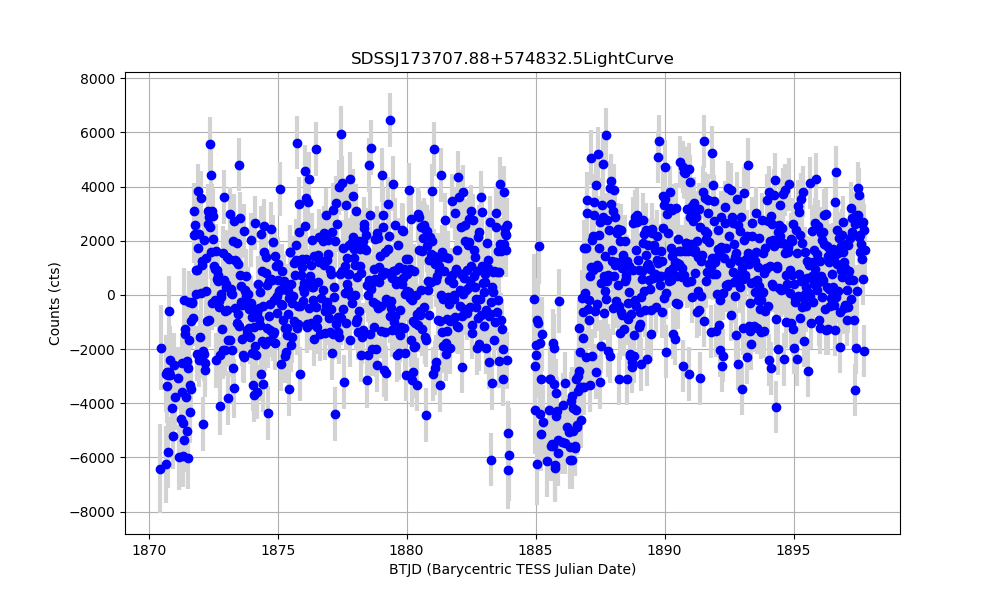 SDSSJ173707.88+574832.5LightCurve
8000
6000
4000
2000
0
−2000
−4000
−6000
−8000
Counts (cts)
1870 1875 1880 1885 1890 1895
BTJD (Barycentric TESS Julian Date)